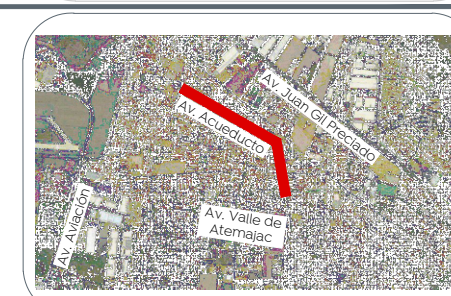 Av. Juan Gil Preciado
Av. Acueducto
Av. Aviación
Av. Valle de
Atemajac